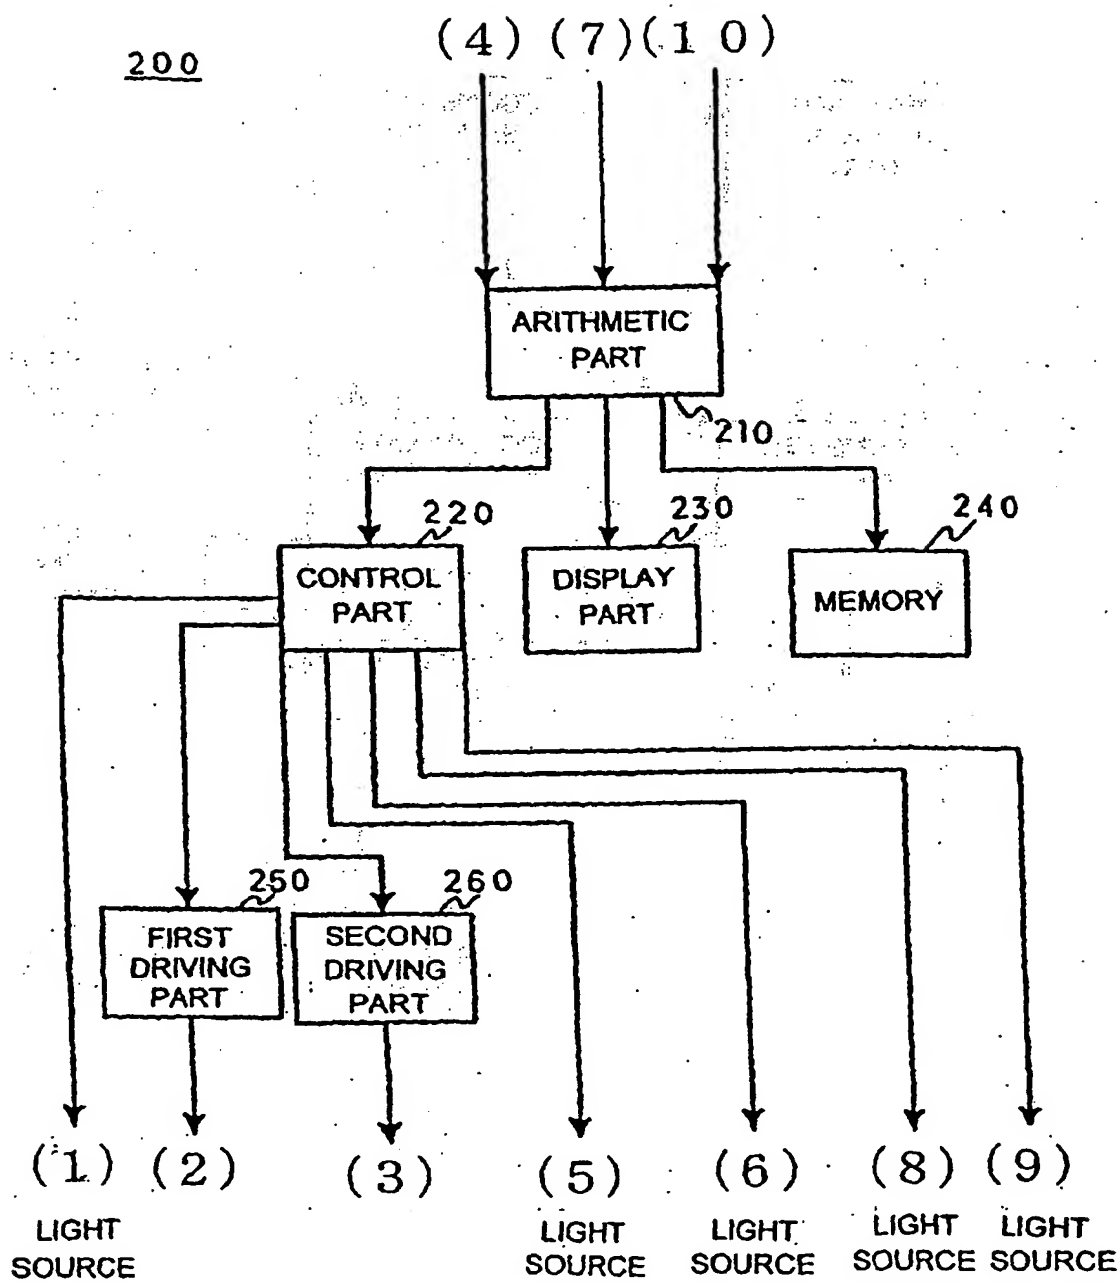 200
(4) (7) (10)
ARITHMETIC
PART
210
220
230
240
CONTROL
PART
DISPLAY
PART
MEMORY
250
260
FIRST
DRIVING
PART
SECOND
DRIVING
PART
(1) (2) (3) (5) (6) (8) (9)
LIGHT
SOURCE
LIGHT
SOURCE
LIGHT
SOURCE
LIGHT
SOURCE
LIGHT
SOURCE